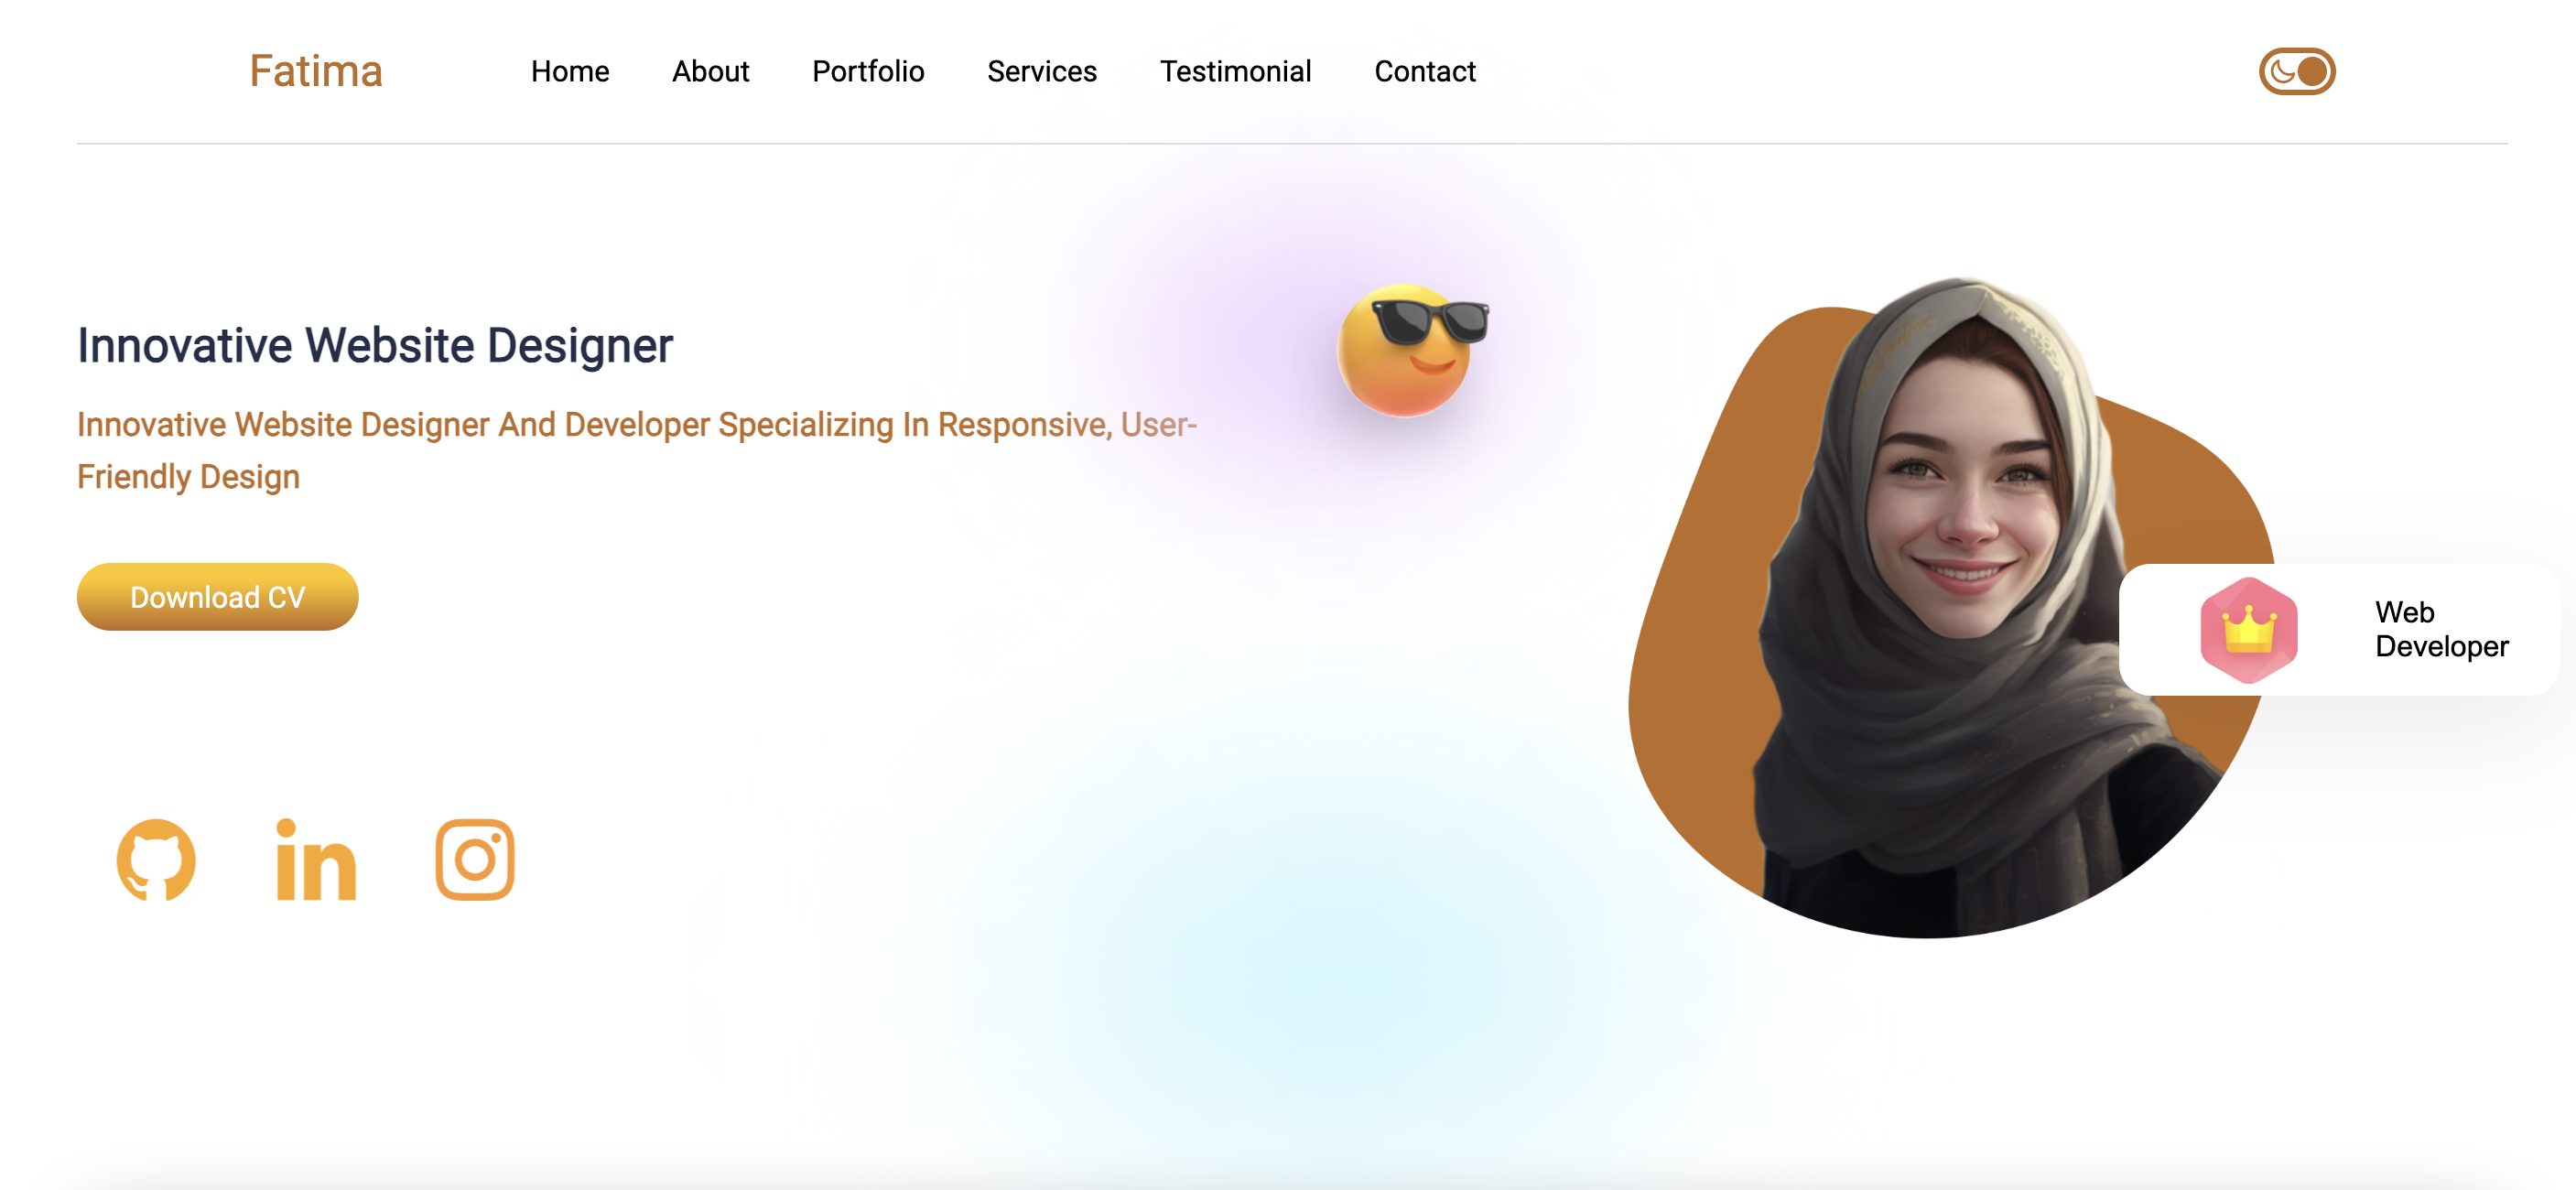 Fatima
Home About Portfolio Services Testimonial Contact
Innovative Website Designer
Innovative Website Designer And Developer Specializing In Responsive, User-
Friendly Design
Download CV
Web
Developer
in